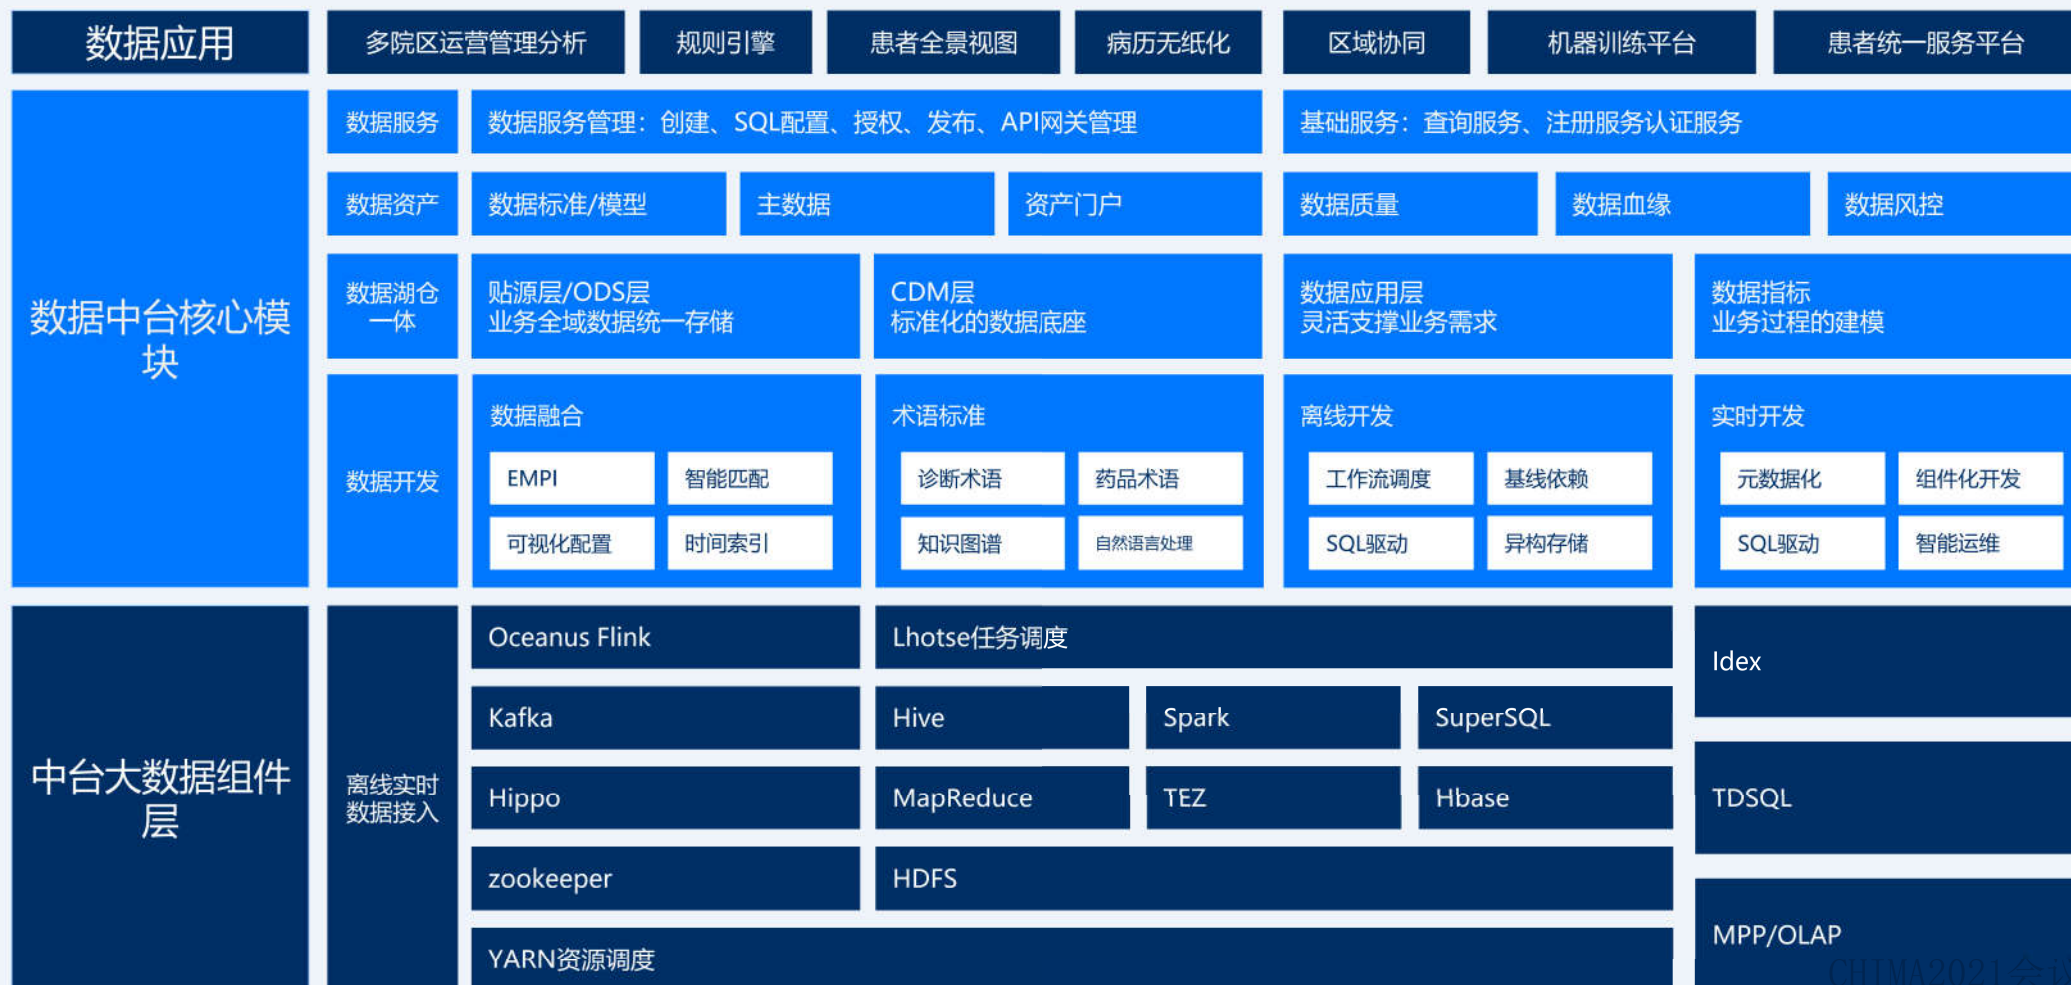 数据应用
多院区运营管理分析
规则引擎
患者全景视图
病历无纸化
区域协同
机器训练平台
患者统一服务平台
数据中台核心模
块
数据服务
数据服务管理：创建、SQL配置、授权、发布、API网关管理
基础服务：查询服务、注册服务认证服务
数据资产
数据标准/模型
主数据
资产门户
数据质量
数据血缘
数据风控
数据湖仓
一体
贴源层/ODS层
业务全域数据统一存储
CDM层
标准化的数据底座
数据应用层
灵活支撑业务需求
数据指标
业务过程的建模
数据开发
数据融合
EMPI
智能匹配
可视化配置
时间索引
术语标准
诊断术语
药品术语
知识图谱
自然语言处理
离线开发
工作流调度
基线依赖
SQL驱动
异构存储
实时开发
元数据化
组件化开发
SQL驱动
智能运维
中台大数据组件
层
离线实时
数据接入
Oceanus Flink
Lhotse任务调度
Idex
Kafka
Hive
Spark
SuperSQL
Hippo
MapReduce
TEZ
Hbase
TDSQL
zookeeper
HDFS
MPP/OLAP
YARN资源调度
CHIMA2021会议